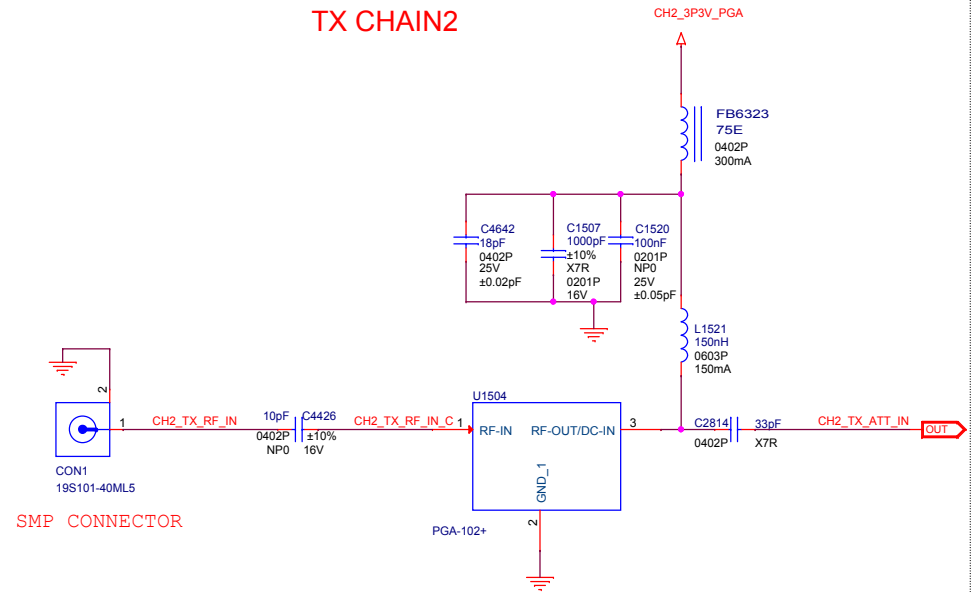 TX CHAIN2
CH2_3P3V_PGA
FB6323
75E
0402P
300mA
C4642
18pF
0402P
25V
±0.02pF
C1507
1000pF
±10%
X7R
0201P
16V
C1520
100nF
0201P
NP0
25V
±0.05pF
L1521
150nH
0603P
150mA
U1504
RF-IN
RF-OUT/DC-IN
GND_1
1
3
2
PGA-102+
2
1
CH2_TX_RF_IN
10pF
C4426
0402P
±10%
NP0
16V
CH2_TX_RF_IN_C
C2814
33pF
0402P
X7R
CH2_TX_ATT_IN
OUT
CON1
19S101-40ML5
SMP CONNECTOR